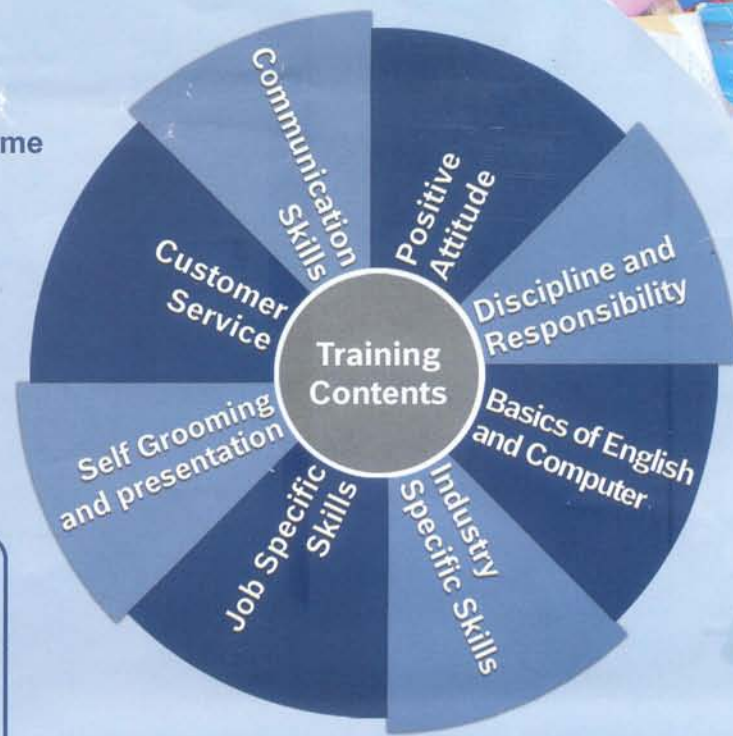 me
Training
Contents
Positive
Attitude
Discipline and
Responsibility
Basics of English
and Computer
Industry
Specific Skills
Job Specific
Skills
Self Grooming
and presentation
Customer
Service
Communication
Skills